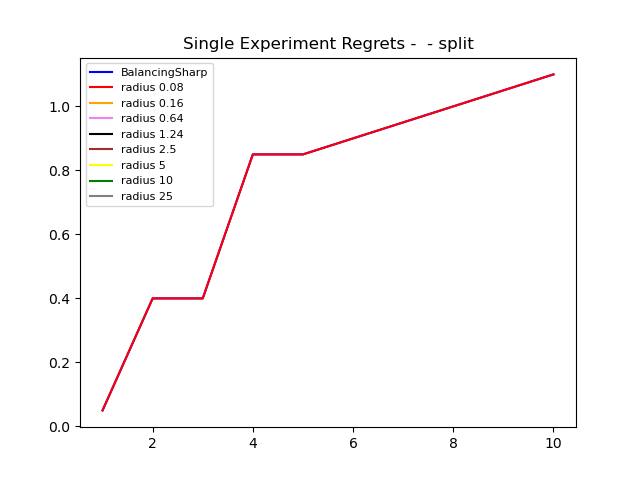 Single Experiment Regrets -  - split
BalancingSharp
radius 0.08
radius 0.16
radius 0.64
radius 1.24
radius 2.5
radius 5
radius 10
radius 25
1.0
0.8
0.6
0.4
0.2
0.0
2 4 6 8 10